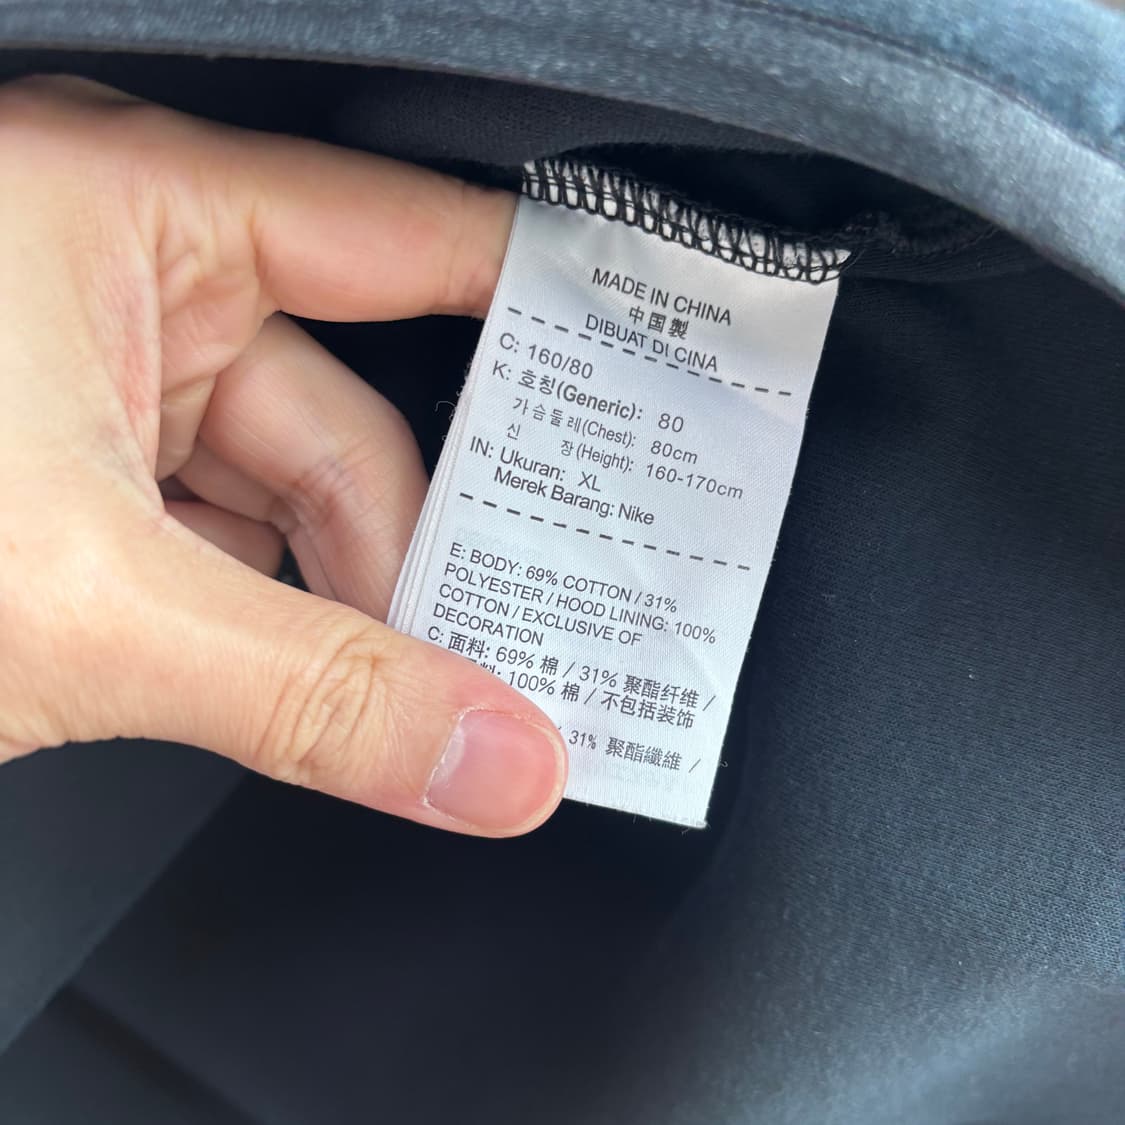 MADE IN CHINA
中国製
DIBUAT DI CINA
C: 160/80
K: 호칭(Generic): 80
가슴둘레(Chest): 80cm
신 장(Height): 160-170cm
IN: Ukuran: XL
Merek Barang: Nike
E: BODY: 69% COTTON / 31%
POLYESTER / HOOD LINING: 100%
COTTON / EXCLUSIVE OF
DECORATION
C: 面料: 69% 棉 / 31% 聚酯纤维 /
料: 100% 棉 / 不包括装饰
/ 31% 聚酯纖維 /